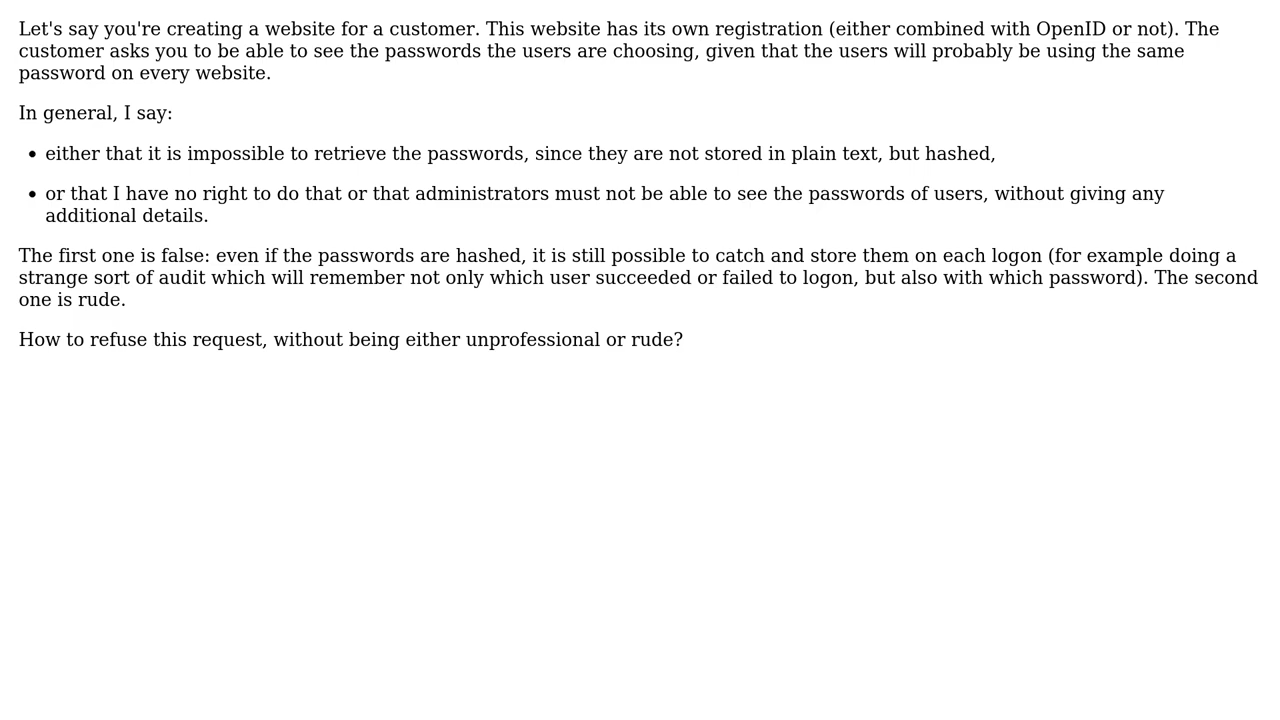 Let's say you're creating a website for a customer. This website has its own registration (either combined with OpenID or not). The
customer asks you to be able to see the passwords the users are choosing, given that the users will probably be using the same
password on every website.
In general, I say:
• either that it is impossible to retrieve the passwords, since they are not stored in plain text, but hashed,
• or that I have no right to do that or that administrators must not be able to see the passwords of users, without giving any
additional details.
The first one is false: even if the passwords are hashed, it is still possible to catch and store them on each logon (for example doing a
strange sort of audit which will remember not only which user succeeded or failed to logon, but also with which password). The second
one is rude.
How to refuse this request, without being either unprofessional or rude?